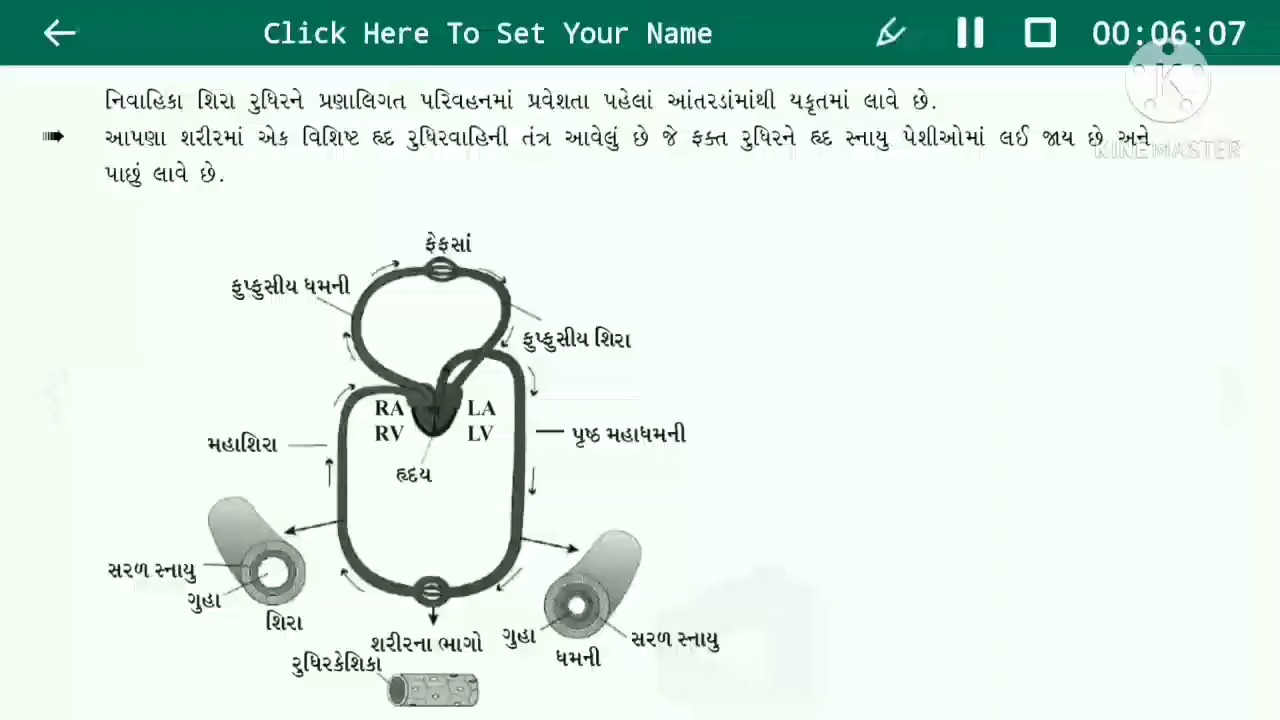 Click Here To Set Your Name
00:06:07
KINEMASTER
નિવાહિકા શિરા રુધિરને પ્રણાલિગત પરિવહનમાં પ્રવેશતા પહેલાં આંતરડાંમાંથી યકૃતમાં લાવે છે.
આપણા શરીરમાં એક વિશિષ્ટ હૃદ રુધિરવાહિની તંત્ર આવેલું છે જે ફક્ત રુધિરને હૃદ સ્નાયુ પેશીઓમાં લઈ જાય છે અને
પાછું લાવે છે.
ફેફસાં
ફુપ્ફુસીય ધમની
ફુપ્ફુસીય શિરા
RA LA
RV LV
મહાશિરા
પૃષ્ઠ મહાધમની
હૃદય
સરળ સ્નાયુ
ગુહા
શિરા
શરીરના ભાગો
ગુહા
સરળ સ્નાયુ
ધમની
રુધિરકેશિકા